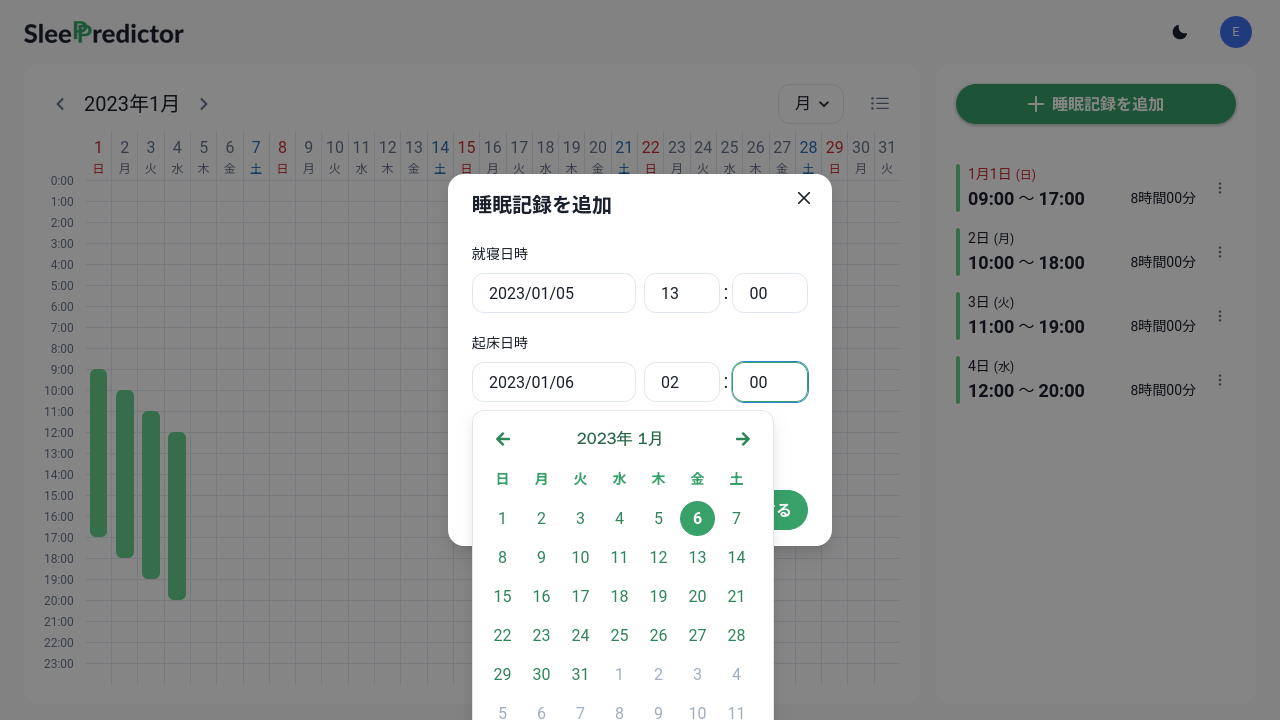 SleePredictor
E
2023年1月
月
1 2 3 4 5 6 7 8 9 10 11 12 13 14 15 16 17 18 19 20 21 22 23 24 25 26 27 28 29 30 31
日 月 火 水 木 金 土 日 月 火 水 木 金 土 日 月 火 水 木 金 土 日 月 火 水 木 金 土 日 月 火
0:00
1:00
2:00
3:00
4:00
5:00
6:00
7:00
8:00
9:00
10:00
11:00
12:00
13:00
14:00
15:00
16:00
17:00
18:00
19:00
20:00
21:00
22:00
23:00
睡眠記録を追加
就寝日時
2023/01/05 13 : 00
起床日時
2023/01/06 02 : 00
2023年 1月
日 月 火 水 木 金 土
1 2 3 4 5 6 7
8 9 10 11 12 13 14
15 16 17 18 19 20 21
22 23 24 25 26 27 28
29 30 31 1 2 3 4
5 6 7 8 9 10 11
る
睡眠記録を追加
1月1日 (日)
09:00 〜 17:00 8時間00分
2日 (月)
10:00 〜 18:00 8時間00分
3日 (火)
11:00 〜 19:00 8時間00分
4日 (水)
12:00 〜 20:00 8時間00分